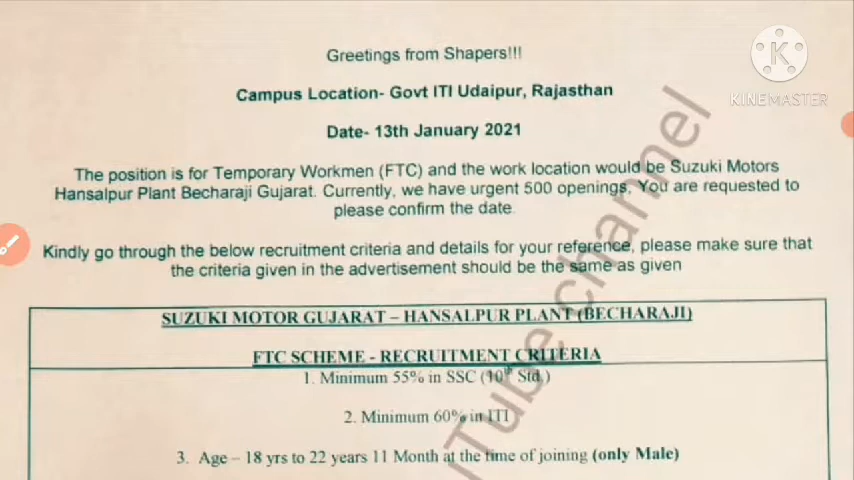 Greetings from Shapers!!!
KINEMASTER
Campus Location- Govt ITI Udaipur, Rajasthan
Date- 13th January 2021
The position is for Temporary Workmen (FTC) and the work location would be Suzuki Motors
Hansalpur Plant Becharaji Gujarat. Currently, we have urgent 500 openings. You are requested to
please confirm the date
Kindly go through the below recruitment criteria and details for your reference, please make sure that
the criteria given in the advertisement should be the same as given
SUZUKI MOTOR GUJARAT – HANSALPUR PLANT (BECHARAJI)
FTC SCHEME - RECRUITMENT CRITERIA
1. Minimum 55% in SSC (10th Std.)
2. Minimum 60% in ITI
3. Age – 18 yrs to 22 years 11 Month at the time of joining (only Male)
Tube channel